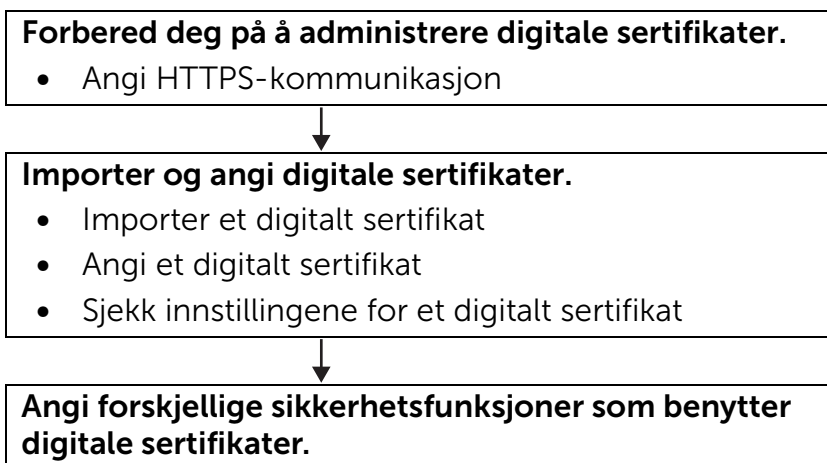 Forbered deg på å administrere digitale sertifikater.
• Angi HTTPS-kommunikasjon
Importer og angi digitale sertifikater.
• Importer et digitalt sertifikat
• Angi et digitalt sertifikat
• Sjekk innstillingene for et digitalt sertifikat
Angi forskjellige sikkerhetsfunksjoner som benytter
digitale sertifikater.